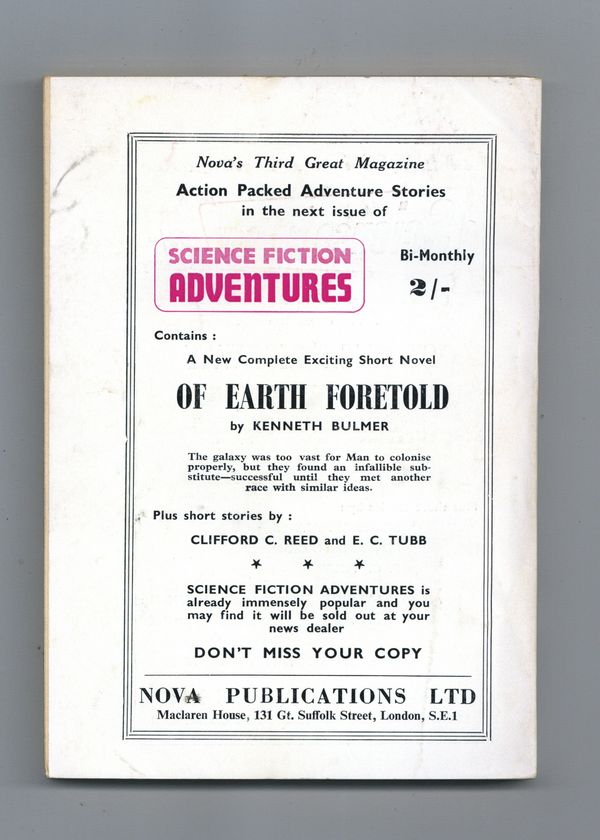 Nova's Third Great Magazine
Action Packed Adventure Stories
in the next issue of
SCIENCE FICTION
ADVENTURES
Bi-Monthly
2/-
Contains :
A New Complete Exciting Short Novel
OF EARTH FORETOLD
by KENNETH BULMER
The galaxy was too vast for Man to colonise
properly, but they found an infallible sub-
stitute—successful until they met another
race with similar ideas.
Plus short stories by :
CLIFFORD C. REED and E. C. TUBB
★ ★ ★
SCIENCE FICTION ADVENTURES is
already immensely popular and you
may find it will be sold out at your
news dealer
DON'T MISS YOUR COPY
NOVA PUBLICATIONS LTD
Maclaren House, 131 Gt. Suffolk Street, London, S.E.1